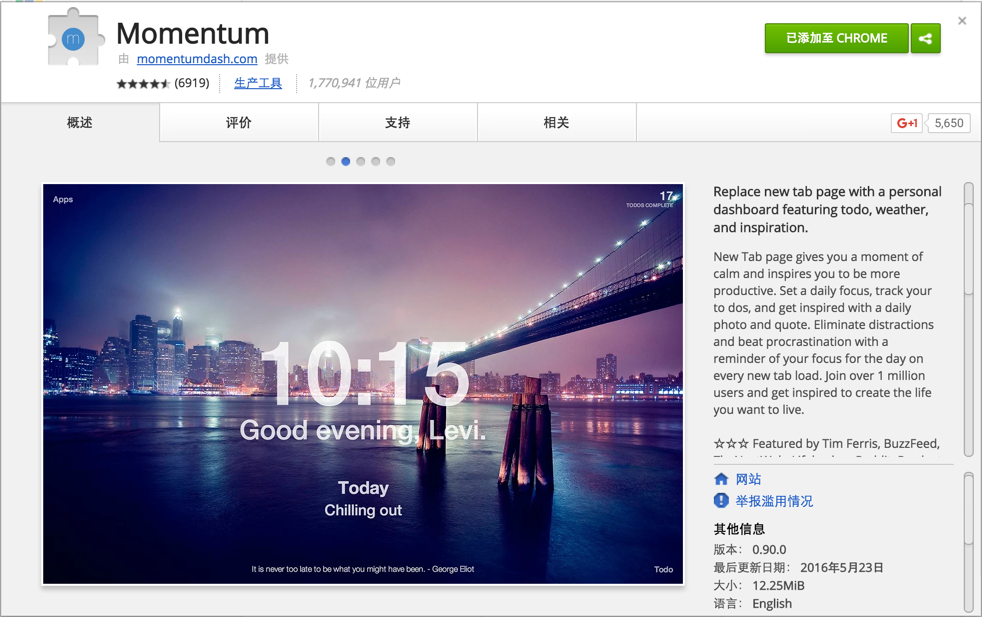 Momentum
m
由 momentumdash.com 提供
(6919) 生产工具 1,770,941 位用户
已添加至 CHROME
概述 评价 支持 相关
G+1 5,650
Apps
17
TODOS COMPLETE
10:15
Good evening, Levi.
Today
Chilling out
It is never too late to be what you might have been. - George Eliot
Todo
Replace new tab page with a personal
dashboard featuring todo, weather,
and inspiration.
New Tab page gives you a moment of
calm and inspires you to be more
productive. Set a daily focus, track your
to dos, and get inspired with a daily
photo and quote. Eliminate distractions
and beat procrastination with a
reminder of your focus for the day on
every new tab load. Join over 1 million
users and get inspired to create the life
you want to live.
☆☆☆ Featured by Tim Ferris, BuzzFeed,
网站
举报滥用情况
其他信息
版本： 0.90.0
最后更新日期： 2016年5月23日
大小： 12.25MiB
语言： English